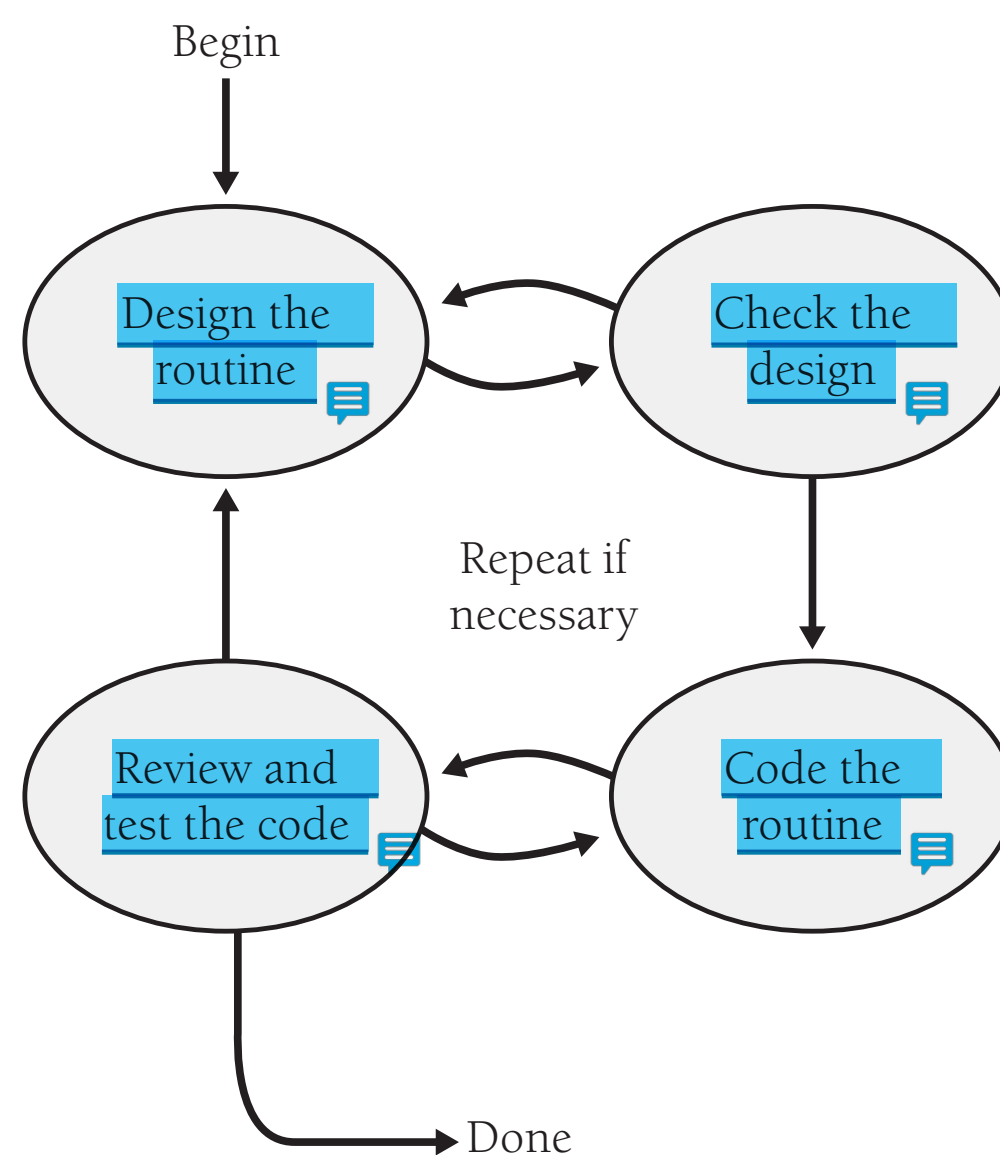 Begin
Design the
routine
Check the
design
Repeat if
necessary
Review and
test the code
Code the
routine
Done